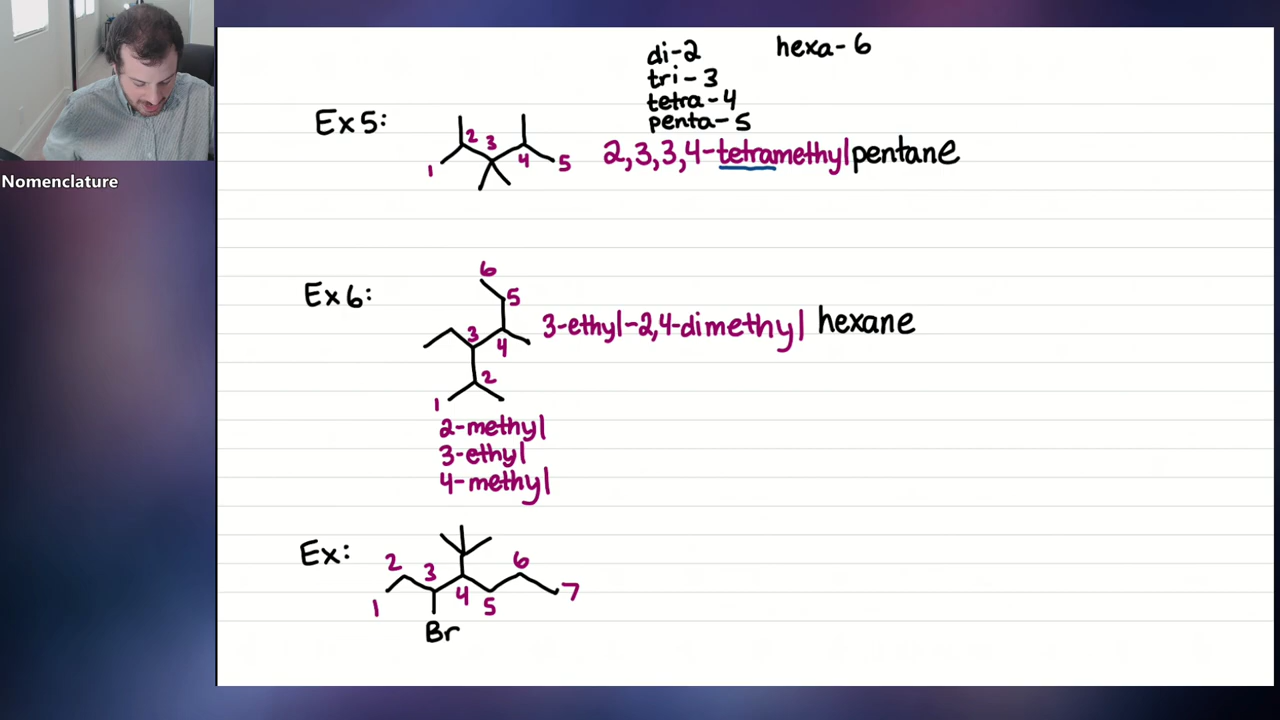 di-2
hexa-6
tri-3
tetra-4
penta-5
Ex 5:
1 2 3 4 5
2,3,3,4-tetramethylpentane
Nomenclature
Ex 6:
6
5
3
4
2
1
3-ethyl-2,4-dimethyl hexane
2-methyl
3-ethyl
4-methyl
Ex:
1 2 3 4 5 6 7
Br